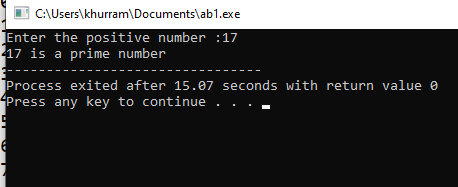 C:\Users\khurram\Documents\ab1.exe
Enter the positive number :17
17 is a prime number
--------------------------------
Process exited after 15.07 seconds with return value 0
Press any key to continue . . .